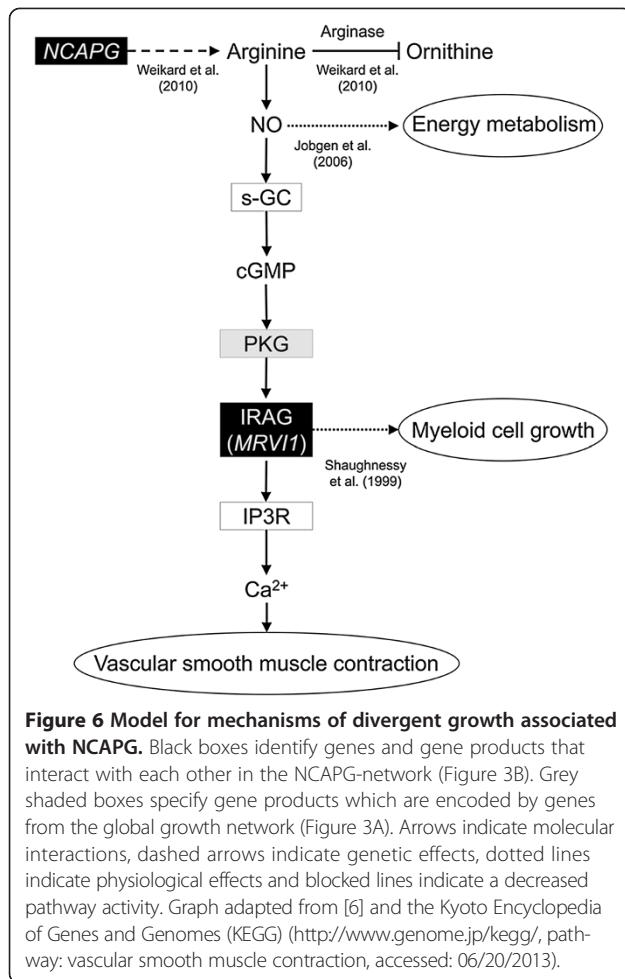 NCAPG Arginine Arginase Ornithine
Weikard et al. (2010) Weikard et al. (2010)
NO Energy metabolism
Jobgen et al. (2006)
s-GC
cGMP
PKG
IRAG (MRVI1) Myeloid cell growth
Shaughnessy et al. (1999)
IP3R
Ca²⁺
Vascular smooth muscle contraction
Figure 6 Model for mechanisms of divergent growth associated
with NCAPG. Black boxes identify genes and gene products that
interact with each other in the NCAPG-network (Figure 3B). Grey
shaded boxes specify gene products which are encoded by genes
from the global growth network (Figure 3A). Arrows indicate molecular
interactions, dashed arrows indicate genetic effects, dotted lines
indicate physiological effects and blocked lines indicate a decreased
pathway activity. Graph adapted from [6] and the Kyoto Encyclopedia
of Genes and Genomes (KEGG) (http://www.genome.jp/kegg/, path-
way: vascular smooth muscle contraction, accessed: 06/20/2013).